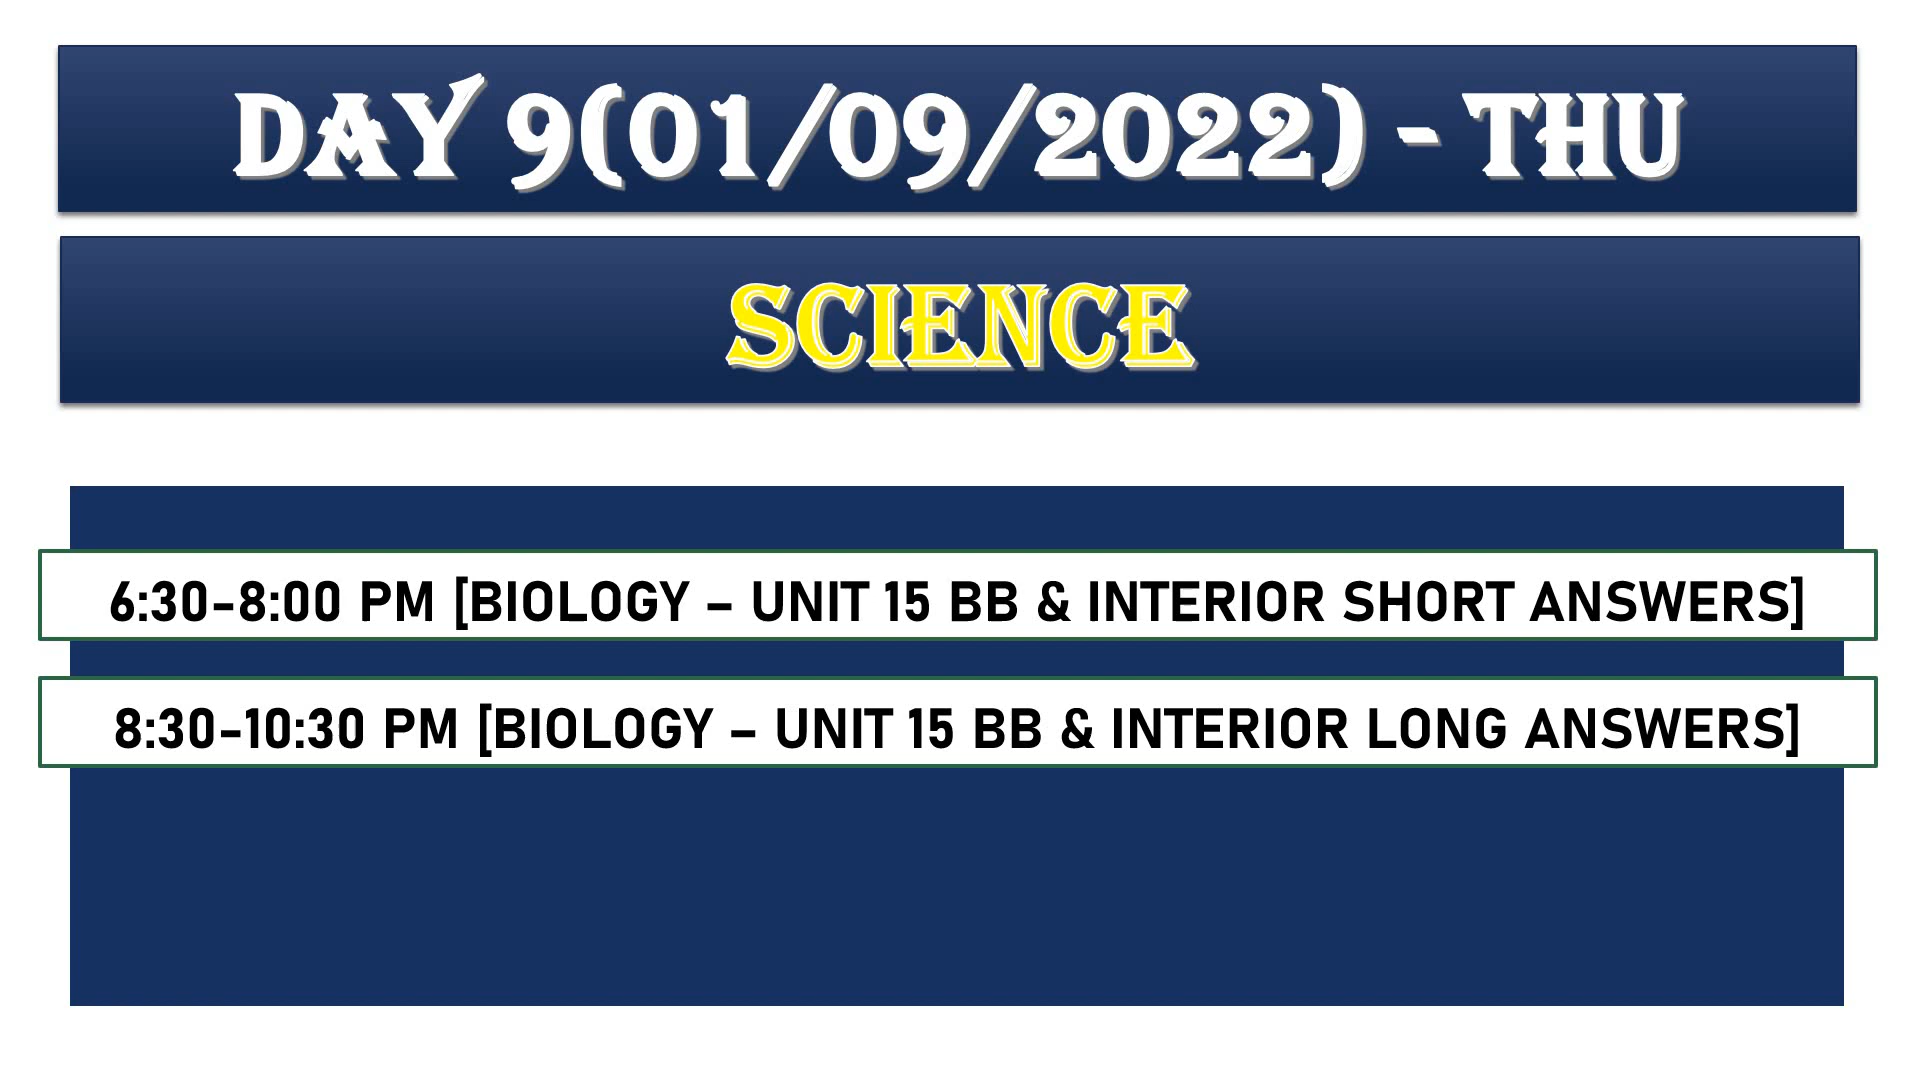 DAY 9(01/09/2022) - THU
SCIENCE
6:30-8:00 PM [BIOLOGY – UNIT 15 BB & INTERIOR SHORT ANSWERS]
8:30-10:30 PM [BIOLOGY – UNIT 15 BB & INTERIOR LONG ANSWERS]